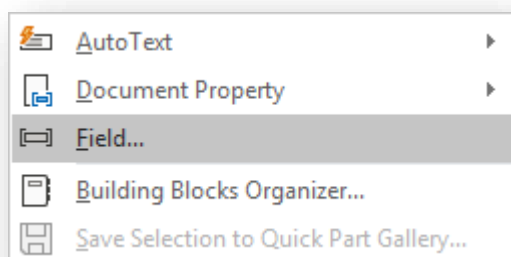 AutoText
Document Property
Field...
Building Blocks Organizer...
Save Selection to Quick Part Gallery...